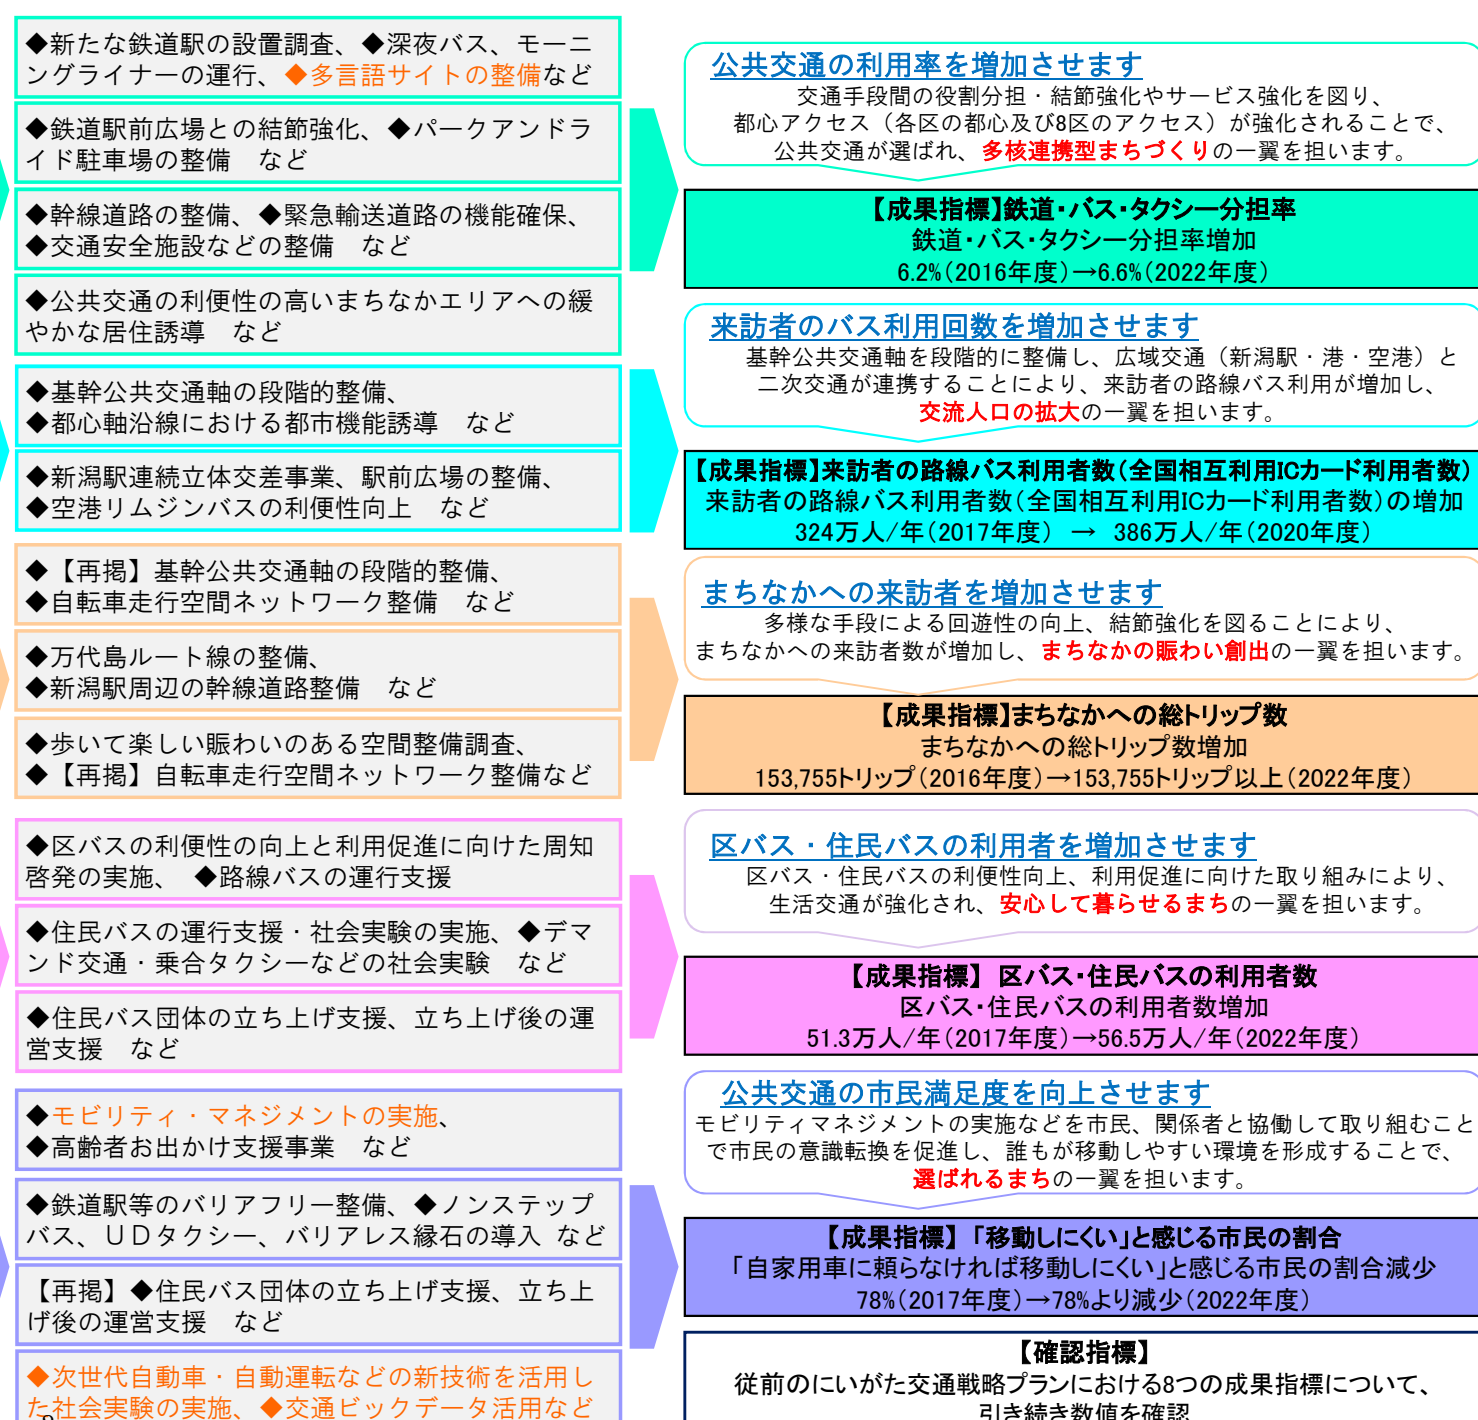 ◆新たな鉄道駅の設置調査、◆深夜バス、モーニ
ングライナーの運行、◆多言語サイトの整備など
◆鉄道駅前広場との結節強化、◆パークアンドラ
イド駐車場の整備　など
◆幹線道路の整備、◆緊急輸送道路の機能確保、
◆交通安全施設などの整備　など
◆公共交通の利便性の高いまちなかエリアへの緩
やかな居住誘導　など
◆基幹公共交通軸の段階的整備、
◆都心軸沿線における都市機能誘導　など
◆新潟駅連続立体交差事業、駅前広場の整備、
◆空港リムジンバスの利便性向上　など
◆【再掲】基幹公共交通軸の段階的整備、
◆自転車走行空間ネットワーク整備　など
◆万代島ルート線の整備、
◆新潟駅周辺の幹線道路整備　など
◆歩いて楽しい賑わいのある空間整備調査、
◆【再掲】自転車走行空間ネットワーク整備など
◆区バスの利便性の向上と利用促進に向けた周知
啓発の実施、　◆路線バスの運行支援
◆住民バスの運行支援・社会実験の実施、◆デマ
ンド交通・乗合タクシーなどの社会実験　など
◆住民バス団体の立ち上げ支援、立ち上げ後の運
営支援　など
◆モビリティ・マネジメントの実施、
◆高齢者お出かけ支援事業　など
◆鉄道駅等のバリアフリー整備、◆ノンステップ
バス、ＵＤタクシー、バリアレス縁石の導入 など
【再掲】◆住民バス団体の立ち上げ支援、立ち上
げ後の運営支援　など
◆次世代自動車・自動運転などの新技術を活用し
た社会実験の実施、◆交通ビックデータ活用など
公共交通の利用率を増加させます
交通手段間の役割分担・結節強化やサービス強化を図り、
都心アクセス（各区の都心及び8区のアクセス）が強化されることで、
公共交通が選ばれ、多核連携型まちづくりの一翼を担います。
【成果指標】鉄道・バス・タクシー分担率
鉄道・バス・タクシー分担率増加
6.2%（2016年度）→6.6%（2022年度）
来訪者のバス利用回数を増加させます
基幹公共交通軸を段階的に整備し、広域交通（新潟駅・港・空港）と
二次交通が連携することにより、来訪者の路線バス利用が増加し、
交流人口の拡大の一翼を担います。
【成果指標】来訪者の路線バス利用者数（全国相互利用ICカード利用者数）
来訪者の路線バス利用者数（全国相互利用ICカード利用者数）の増加
324万人/年（2017年度） → 386万人/年（2020年度）
まちなかへの来訪者を増加させます
多様な手段による回遊性の向上、結節強化を図ることにより、
まちなかへの来訪者数が増加し、まちなかの賑わい創出の一翼を担います。
【成果指標】まちなかへの総トリップ数
まちなかへの総トリップ数増加
153,755トリップ（2016年度）→153,755トリップ以上（2022年度）
区バス・住民バスの利用者を増加させます
区バス・住民バスの利便性向上、利用促進に向けた取り組みにより、
生活交通が強化され、安心して暮らせるまちの一翼を担います。
【成果指標】 区バス・住民バスの利用者数
区バス・住民バスの利用者数増加
51.3万人/年（2017年度）→56.5万人/年（2022年度）
公共交通の市民満足度を向上させます
モビリティマネジメントの実施などを市民、関係者と協働して取り組むこと
で市民の意識転換を促進し、誰もが移動しやすい環境を形成することで、
選ばれるまちの一翼を担います。
【成果指標】 「移動しにくい」と感じる市民の割合
「自家用車に頼らなければ移動しにくい」と感じる市民の割合減少
78%（2017年度）→78%より減少（2022年度）
【確認指標】
従前のにいがた交通戦略プランにおける8つの成果指標について、
引き続き数値を確認